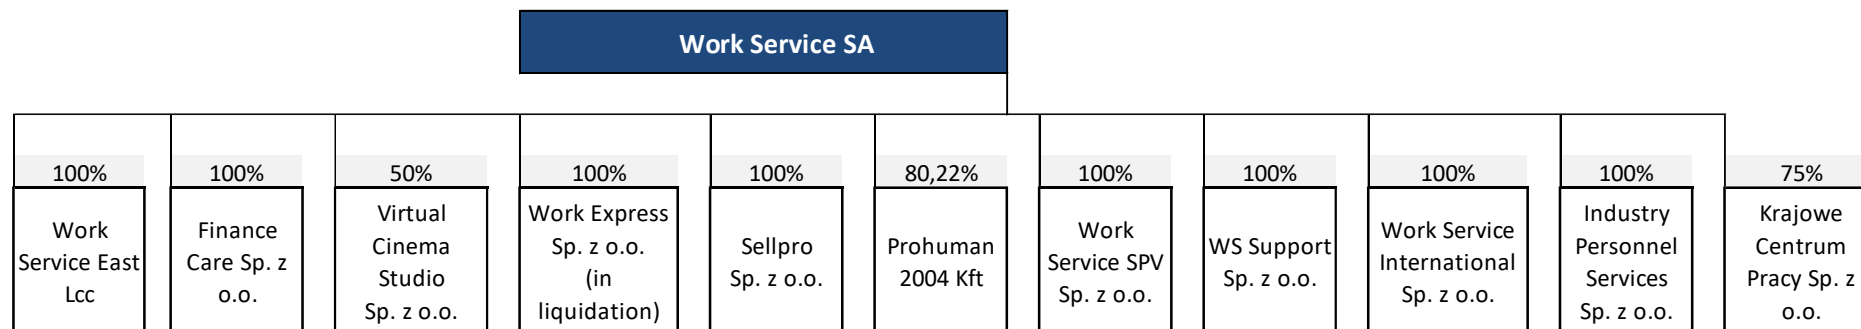 Work Service SA
100%
100%
50%
100%
100%
80,22%
100%
100%
100%
100%
75%
Work
Service East
Lcc
Finance
Care Sp. z
o.o.
Virtual
Cinema
Studio
Sp. z o.o.
Work Express
Sp. z o.o.
(in
liquidation)
Sellpro
Sp. z o.o.
Prohuman
2004 Kft
Work
Service SPV
Sp. z o.o.
WS Support
Sp. z o.o.
Work Service
International
Sp. z o.o.
Industry
Personnel
Services
Sp. z o.o.
Krajowe
Centrum
Pracy Sp. z
o.o.